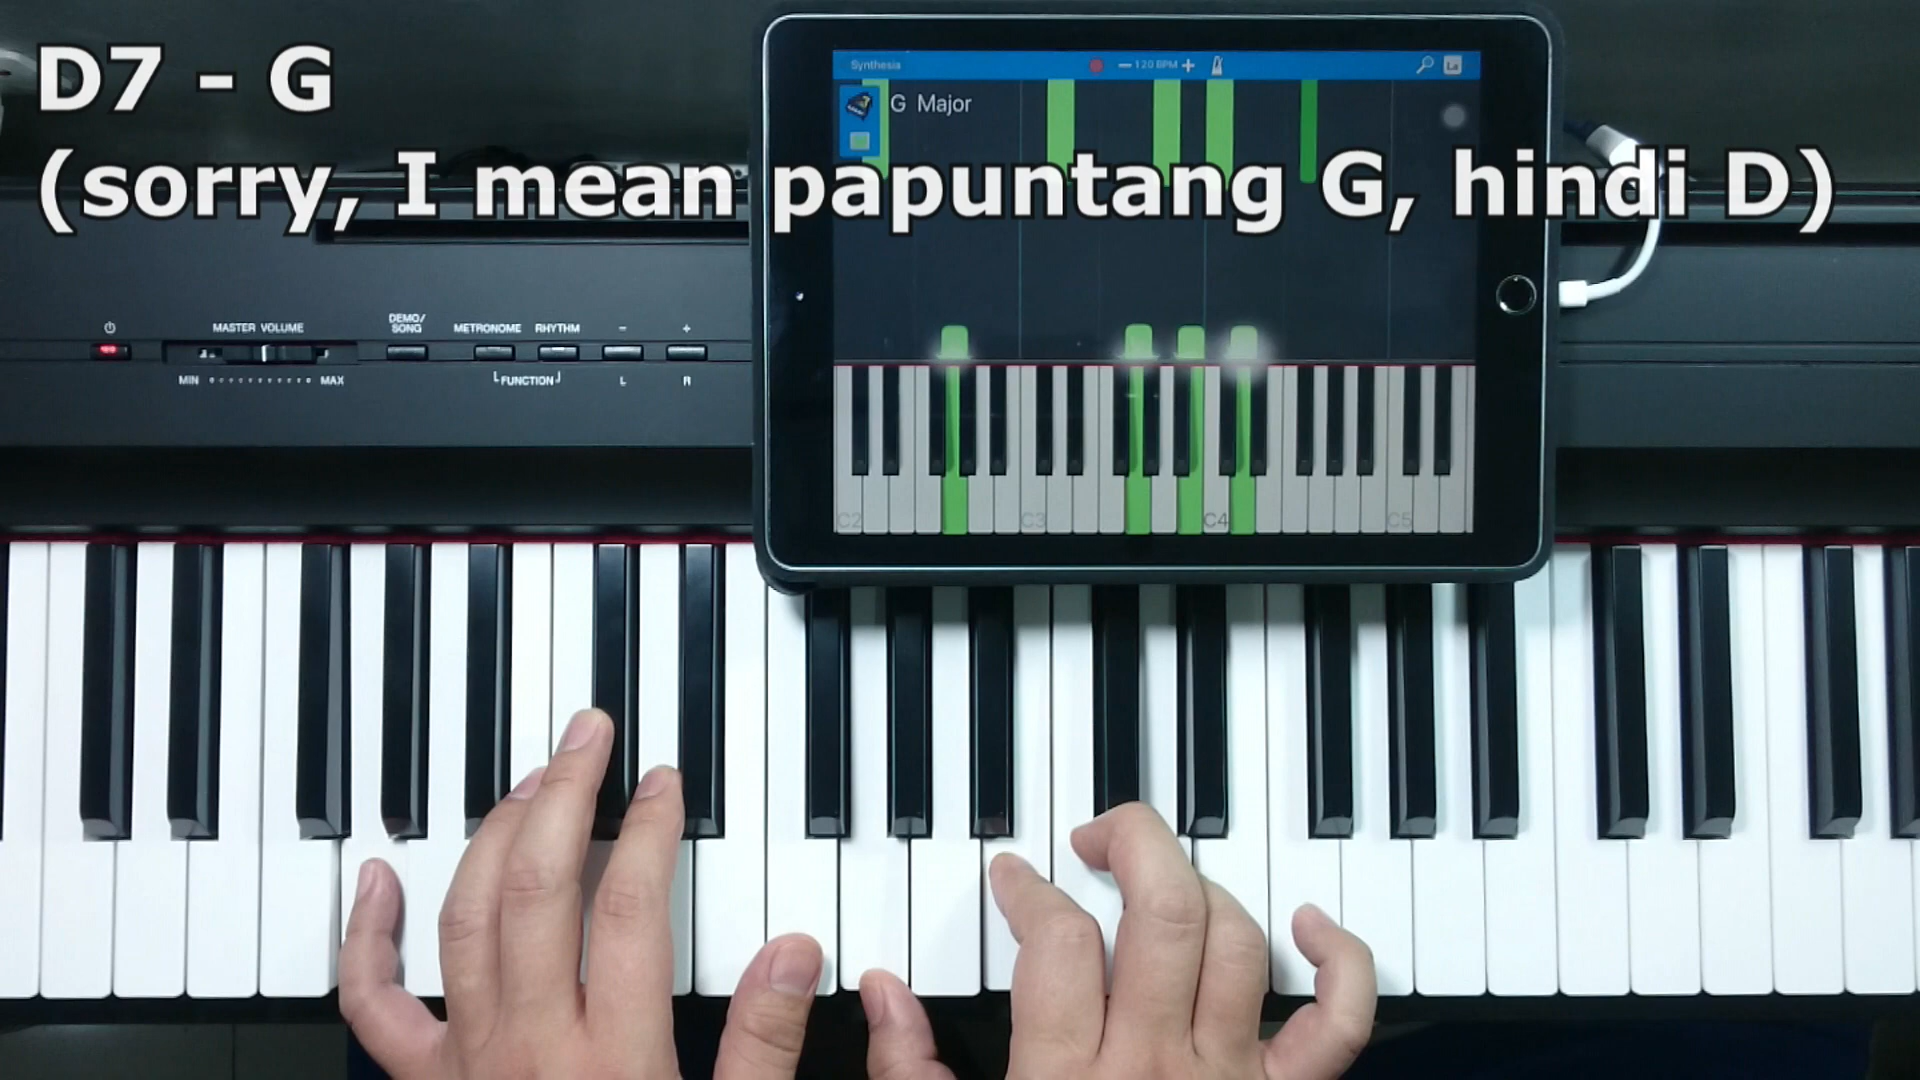 D7 - G
(sorry, I mean papuntang G, hindi D)
Synthesia
120 BPM
La
G Major
DEMO/
SONG
MASTER VOLUME
METRONOME RHYTHM - +
MIN MAX
FUNCTION L R
C2 C3 C4 C5